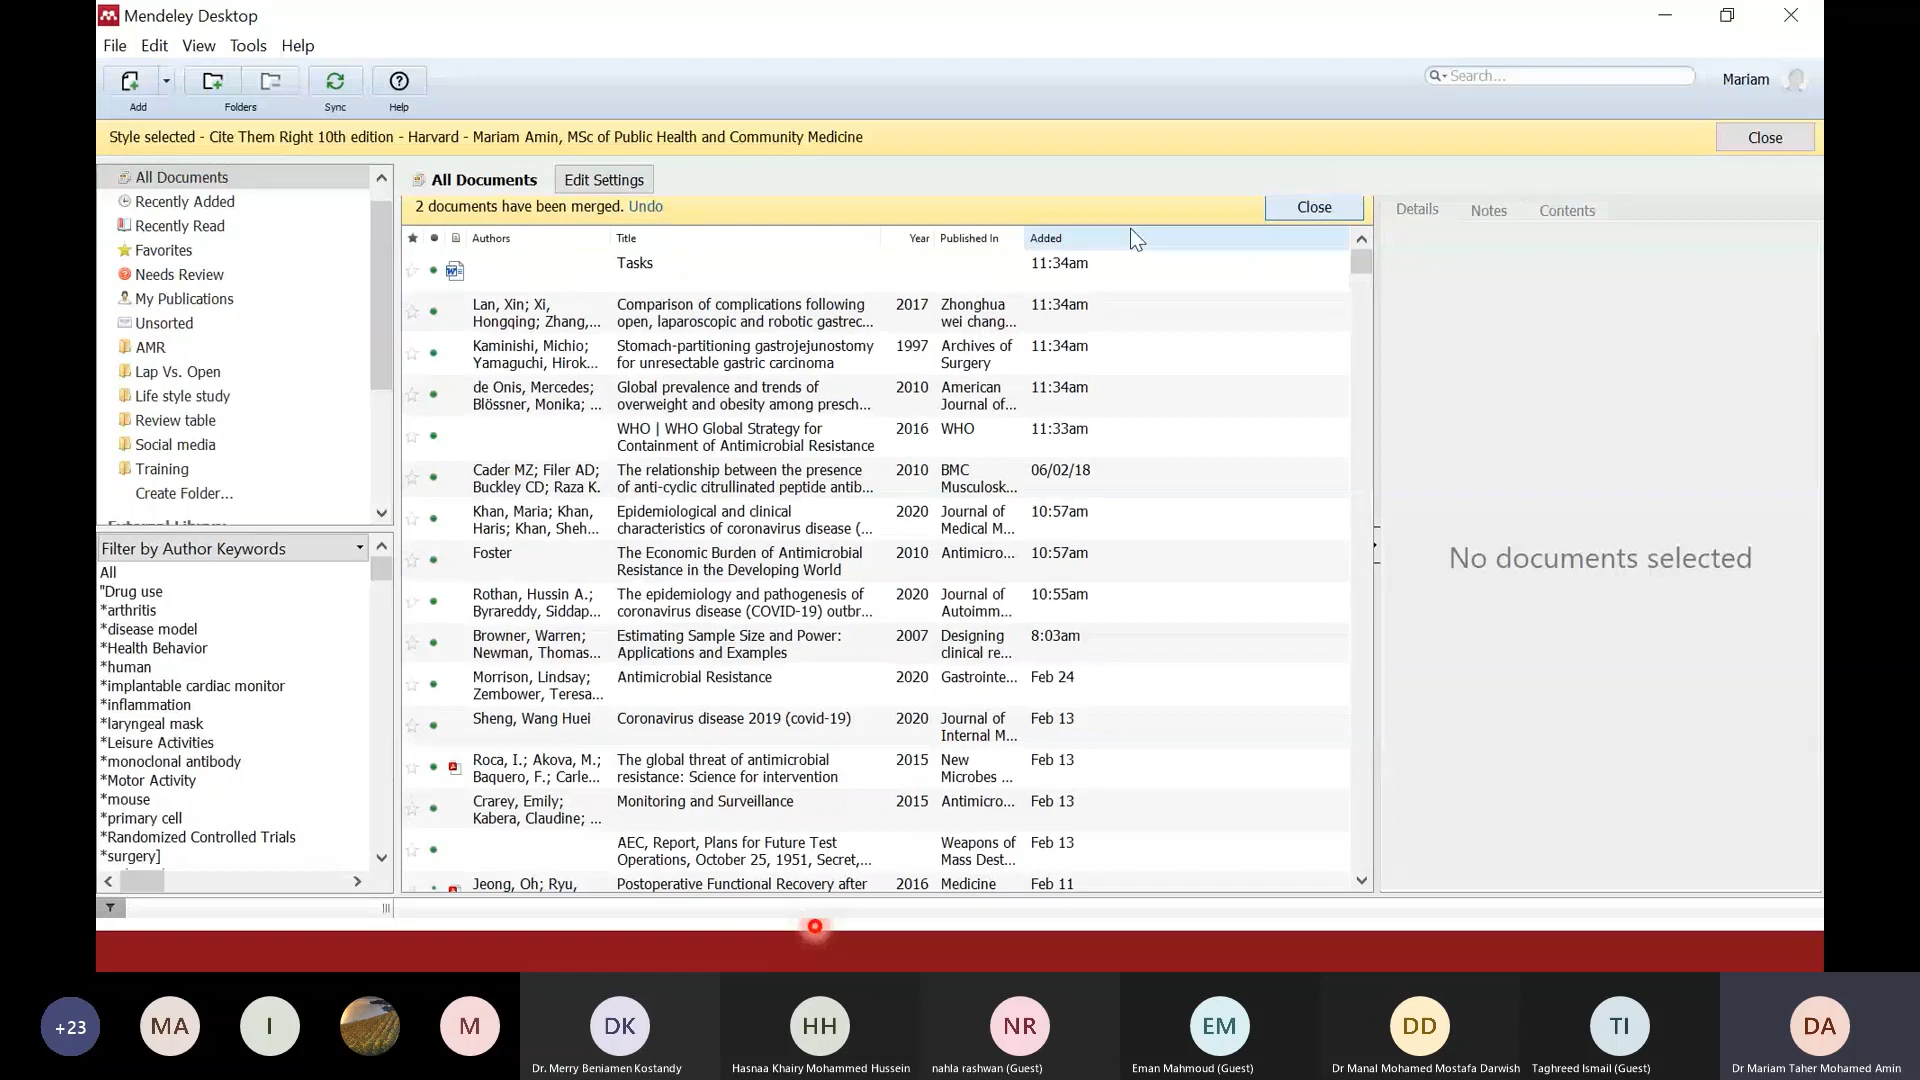 Mendeley Desktop
File Edit View Tools Help
Search...
Mariam
Add Folders Sync Help
Style selected - Cite Them Right 10th edition - Harvard - Mariam Amin, MSc of Public Health and Community Medicine
Close
All Documents
Recently Added
Recently Read
Favorites
Needs Review
My Publications
Unsorted
AMR
Lap Vs. Open
Life style study
Review table
Social media
Training
Create Folder...
Filter by Author Keywords
All
"Drug use
*arthritis
*disease model
*Health Behavior
*human
*implantable cardiac monitor
*inflammation
*laryngeal mask
*Leisure Activities
*monoclonal antibody
*Motor Activity
*mouse
*primary cell
*Randomized Controlled Trials
*surgery]
All Documents Edit Settings
2 documents have been merged. Undo
Close
Authors Title Year Published In Added
Tasks 11:34am
Lan, Xin; Xi, Comparison of complications following 2017 Zhonghua 11:34am
Hongqing; Zhang,... open, laparoscopic and robotic gastrec... wei chang...
Kaminishi, Michio; Stomach-partitioning gastrojejunostomy 1997 Archives of 11:34am
Yamaguchi, Hirok... for unresectable gastric carcinoma Surgery
de Onis, Mercedes; Global prevalence and trends of 2010 American 11:34am
Blössner, Monika; ... overweight and obesity among presch... Journal of...
WHO | WHO Global Strategy for 2016 WHO 11:33am
Containment of Antimicrobial Resistance
Cader MZ; Filer AD; The relationship between the presence 2010 BMC 06/02/18
Buckley CD; Raza K. of anti-cyclic citrullinated peptide antib... Musculosk...
Khan, Maria; Khan, Epidemiological and clinical 2020 Journal of 10:57am
Haris; Khan, Sheh... characteristics of coronavirus disease (... Medical M...
Foster The Economic Burden of Antimicrobial 2010 Antimicro... 10:57am
Resistance in the Developing World
Rothan, Hussin A.; The epidemiology and pathogenesis of 2020 Journal of 10:55am
Byrareddy, Siddap... coronavirus disease (COVID-19) outbr... Autoimm...
Browner, Warren; Estimating Sample Size and Power: 2007 Designing 8:03am
Newman, Thomas... Applications and Examples clinical re...
Morrison, Lindsay; Antimicrobial Resistance 2020 Gastrointe... Feb 24
Zembower, Teresa...
Sheng, Wang Huei Coronavirus disease 2019 (covid-19) 2020 Journal of Feb 13
Internal M...
Roca, I.; Akova, M.; The global threat of antimicrobial 2015 New Feb 13
Baquero, F.; Carle... resistance: Science for intervention Microbes ...
Crarey, Emily; Monitoring and Surveillance 2015 Antimicro... Feb 13
Kabera, Claudine; ...
AEC, Report, Plans for Future Test Weapons of Feb 13
Operations, October 25, 1951, Secret,... Mass Dest...
Jeong, Oh; Ryu, Postoperative Functional Recovery after 2016 Medicine Feb 11
Details Notes Contents
No documents selected
+23 MA I M DK HH NR EM DD TI DA
Dr. Merry Beniamen Kostandy Hasnaa Khairy Mohammed Hussein nahla rashwan (Guest) Eman Mahmoud (Guest) Dr Manal Mohamed Mostafa Darwish Taghreed Ismail (Guest) Dr Mariam Taher Mohamed Amin